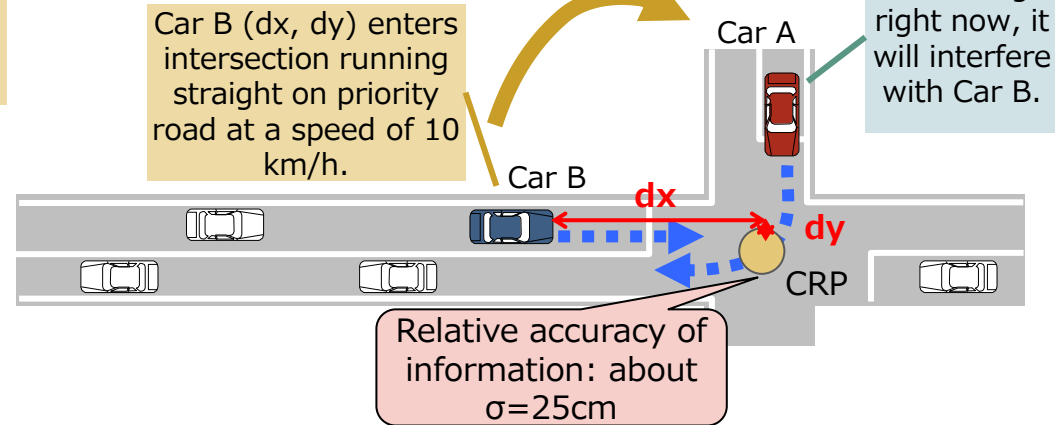 Car B (dx, dy) enters
intersection running
straight on priority
road at a speed of 10
km/h.
Car A
right now, it
will interfere
with Car B.
Car B
dx
dy
CRP
Relative accuracy of
information: about
σ=25cm